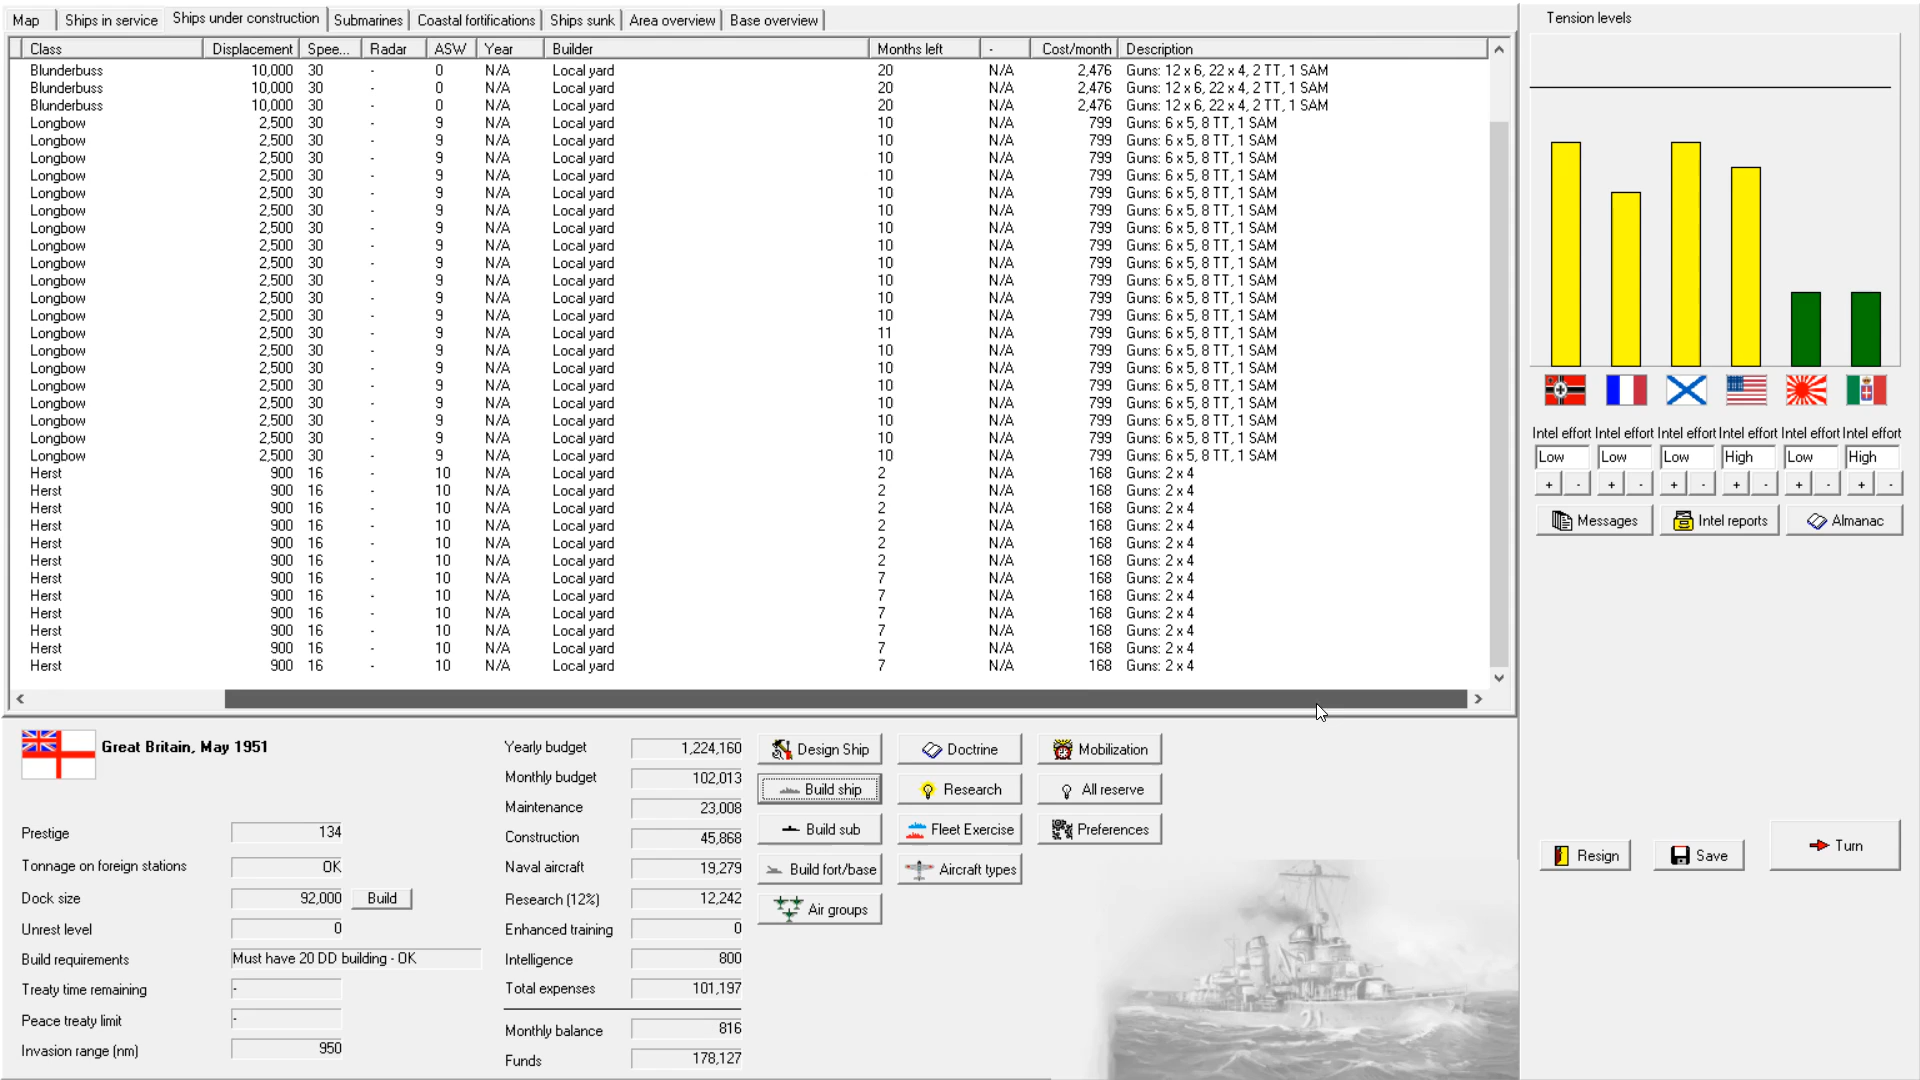 Map Ships in service Ships under construction Submarines Coastal fortifications Ships sunk Area overview Base overview
Class Displacement Spee... Radar ASW Year Builder Months left - Cost/month Description
Blunderbuss 10,000 30 - 0 N/A Local yard 20 N/A 2,476 Guns: 12 x 6, 22 x 4, 2 TT, 1 SAM
Blunderbuss 10,000 30 - 0 N/A Local yard 20 N/A 2,476 Guns: 12 x 6, 22 x 4, 2 TT, 1 SAM
Blunderbuss 10,000 30 - 0 N/A Local yard 20 N/A 2,476 Guns: 12 x 6, 22 x 4, 2 TT, 1 SAM
Longbow 2,500 30 - 9 N/A Local yard 10 N/A 799 Guns: 6 x 5, 8 TT, 1 SAM
Longbow 2,500 30 - 9 N/A Local yard 10 N/A 799 Guns: 6 x 5, 8 TT, 1 SAM
Longbow 2,500 30 - 9 N/A Local yard 10 N/A 799 Guns: 6 x 5, 8 TT, 1 SAM
Longbow 2,500 30 - 9 N/A Local yard 10 N/A 799 Guns: 6 x 5, 8 TT, 1 SAM
Longbow 2,500 30 - 9 N/A Local yard 10 N/A 799 Guns: 6 x 5, 8 TT, 1 SAM
Longbow 2,500 30 - 9 N/A Local yard 10 N/A 799 Guns: 6 x 5, 8 TT, 1 SAM
Longbow 2,500 30 - 9 N/A Local yard 10 N/A 799 Guns: 6 x 5, 8 TT, 1 SAM
Longbow 2,500 30 - 9 N/A Local yard 10 N/A 799 Guns: 6 x 5, 8 TT, 1 SAM
Longbow 2,500 30 - 9 N/A Local yard 10 N/A 799 Guns: 6 x 5, 8 TT, 1 SAM
Longbow 2,500 30 - 9 N/A Local yard 10 N/A 799 Guns: 6 x 5, 8 TT, 1 SAM
Longbow 2,500 30 - 9 N/A Local yard 10 N/A 799 Guns: 6 x 5, 8 TT, 1 SAM
Longbow 2,500 30 - 9 N/A Local yard 10 N/A 799 Guns: 6 x 5, 8 TT, 1 SAM
Longbow 2,500 30 - 9 N/A Local yard 11 N/A 799 Guns: 6 x 5, 8 TT, 1 SAM
Longbow 2,500 30 - 9 N/A Local yard 10 N/A 799 Guns: 6 x 5, 8 TT, 1 SAM
Longbow 2,500 30 - 9 N/A Local yard 10 N/A 799 Guns: 6 x 5, 8 TT, 1 SAM
Longbow 2,500 30 - 9 N/A Local yard 10 N/A 799 Guns: 6 x 5, 8 TT, 1 SAM
Longbow 2,500 30 - 9 N/A Local yard 10 N/A 799 Guns: 6 x 5, 8 TT, 1 SAM
Longbow 2,500 30 - 9 N/A Local yard 10 N/A 799 Guns: 6 x 5, 8 TT, 1 SAM
Longbow 2,500 30 - 9 N/A Local yard 10 N/A 799 Guns: 6 x 5, 8 TT, 1 SAM
Longbow 2,500 30 - 9 N/A Local yard 10 N/A 799 Guns: 6 x 5, 8 TT, 1 SAM
Herst 900 16 - 10 N/A Local yard 2 N/A 168 Guns: 2 x 4
Herst 900 16 - 10 N/A Local yard 2 N/A 168 Guns: 2 x 4
Herst 900 16 - 10 N/A Local yard 2 N/A 168 Guns: 2 x 4
Herst 900 16 - 10 N/A Local yard 2 N/A 168 Guns: 2 x 4
Herst 900 16 - 10 N/A Local yard 2 N/A 168 Guns: 2 x 4
Herst 900 16 - 10 N/A Local yard 2 N/A 168 Guns: 2 x 4
Herst 900 16 - 10 N/A Local yard 7 N/A 168 Guns: 2 x 4
Herst 900 16 - 10 N/A Local yard 7 N/A 168 Guns: 2 x 4
Herst 900 16 - 10 N/A Local yard 7 N/A 168 Guns: 2 x 4
Herst 900 16 - 10 N/A Local yard 7 N/A 168 Guns: 2 x 4
Herst 900 16 - 10 N/A Local yard 7 N/A 168 Guns: 2 x 4
Herst 900 16 - 10 N/A Local yard 7 N/A 168 Guns: 2 x 4
Great Britain, May 1951
Prestige 134
Tonnage on foreign stations OK
Dock size 92,000 Build
Unrest level 0
Build requirements Must have 20 DD building - OK
Treaty time remaining -
Peace treaty limit -
Invasion range (nm) 950
Yearly budget 1,224,160
Monthly budget 102,013
Maintenance 23,008
Construction 45,868
Naval aircraft 19,279
Research (12%) 12,242
Enhanced training 0
Intelligence 800
Total expenses 101,197
Monthly balance 816
Funds 178,127
Design Ship Doctrine Mobilization
Build ship Research All reserve
Build sub Fleet Exercise Preferences
Build fort/base Aircraft types
Air groups
21
Tension levels
Intel effort Intel effort Intel effort Intel effort Intel effort Intel effort
Low Low Low High Low High
+ - + - + - + - + - + -
Messages Intel reports Almanac
Resign Save Turn